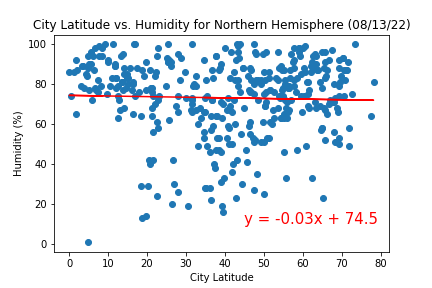 City Latitude vs. Humidity for Northern Hemisphere (08/13/22)
100
80
60
40
20
0
Humidity (%)
y = -0.03x + 74.5
0 10 20 30 40 50 60 70 80
City Latitude